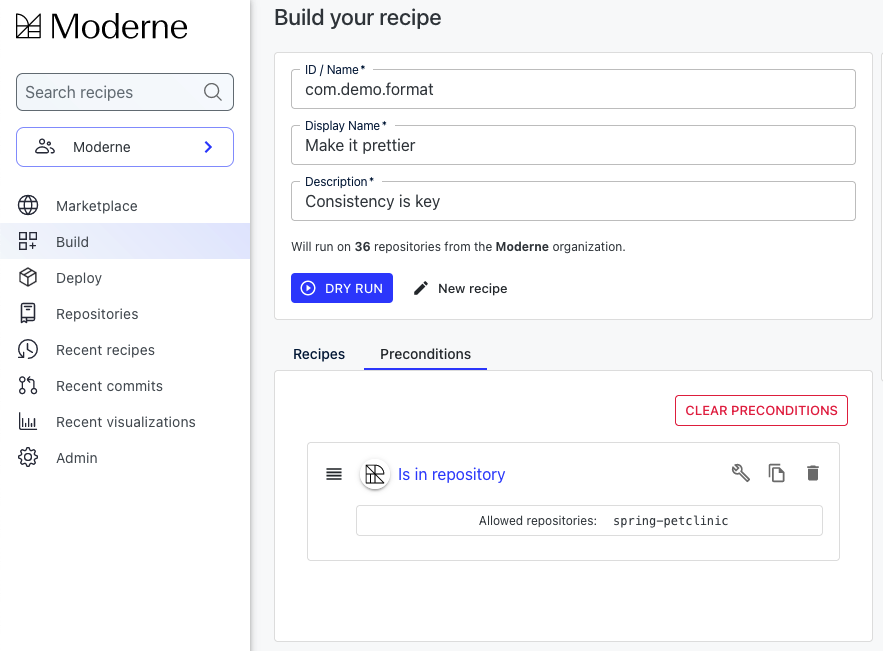 Moderne
Search recipes
Moderne
Marketplace
Build
Deploy
Repositories
Recent recipes
Recent commits
Recent visualizations
Admin
Build your recipe
ID / Name*
com.demo.format
Display Name*
Make it prettier
Description*
Consistency is key
Will run on 36 repositories from the Moderne organization.
DRY RUN New recipe
Recipes Preconditions
CLEAR PRECONDITIONS
Is in repository
Allowed repositories: spring-petclinic